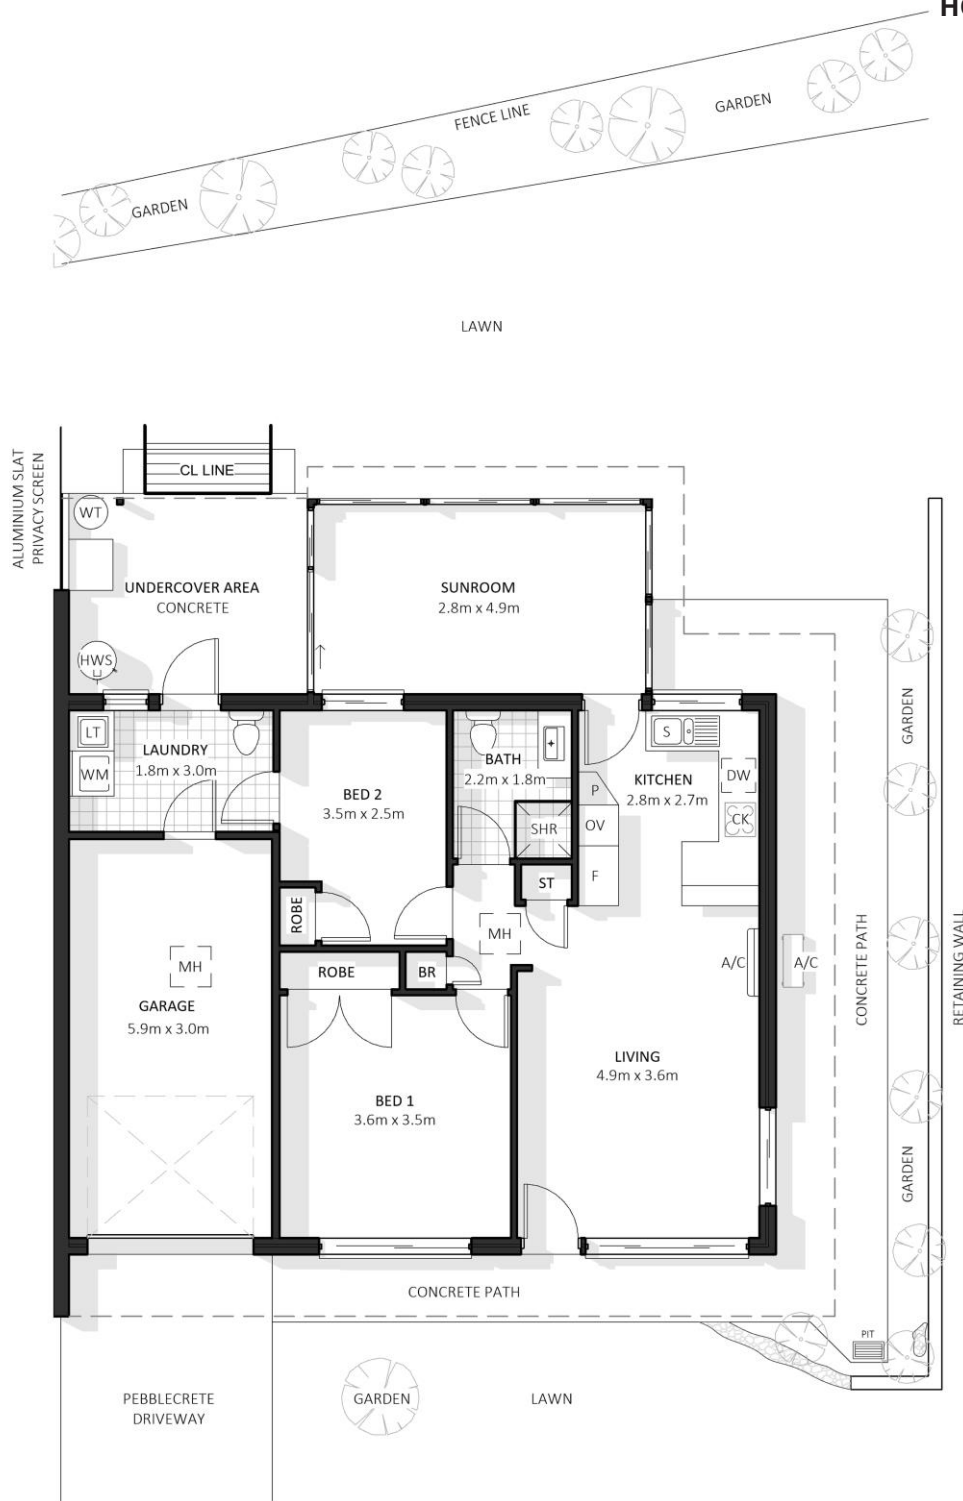 FENCE LINE
GARDEN
GARDEN
LAWN
ALUMINIUM SLAT
PRIVACY SCREEN
CL LINE
WT
UNDERCOVER AREA
CONCRETE
SUNROOM
2.8m x 4.9m
HWS
GARDEN
LT
LAUNDRY
1.8m x 3.0m
WM
BED 2
3.5m x 2.5m
BATH
2.2m x 1.8m
S
KITCHEN
2.8m x 2.7m
DW
P
OV
CK
SHR
F
ST
ROBE
MH
MH
ROBE
BR
A/C
A/C
CONCRETE PATH
RETAINING WALL
GARAGE
5.9m x 3.0m
LIVING
4.9m x 3.6m
BED 1
3.6m x 3.5m
GARDEN
CONCRETE PATH
PIT
PEBBLECRETE
DRIVEWAY
GARDEN
LAWN